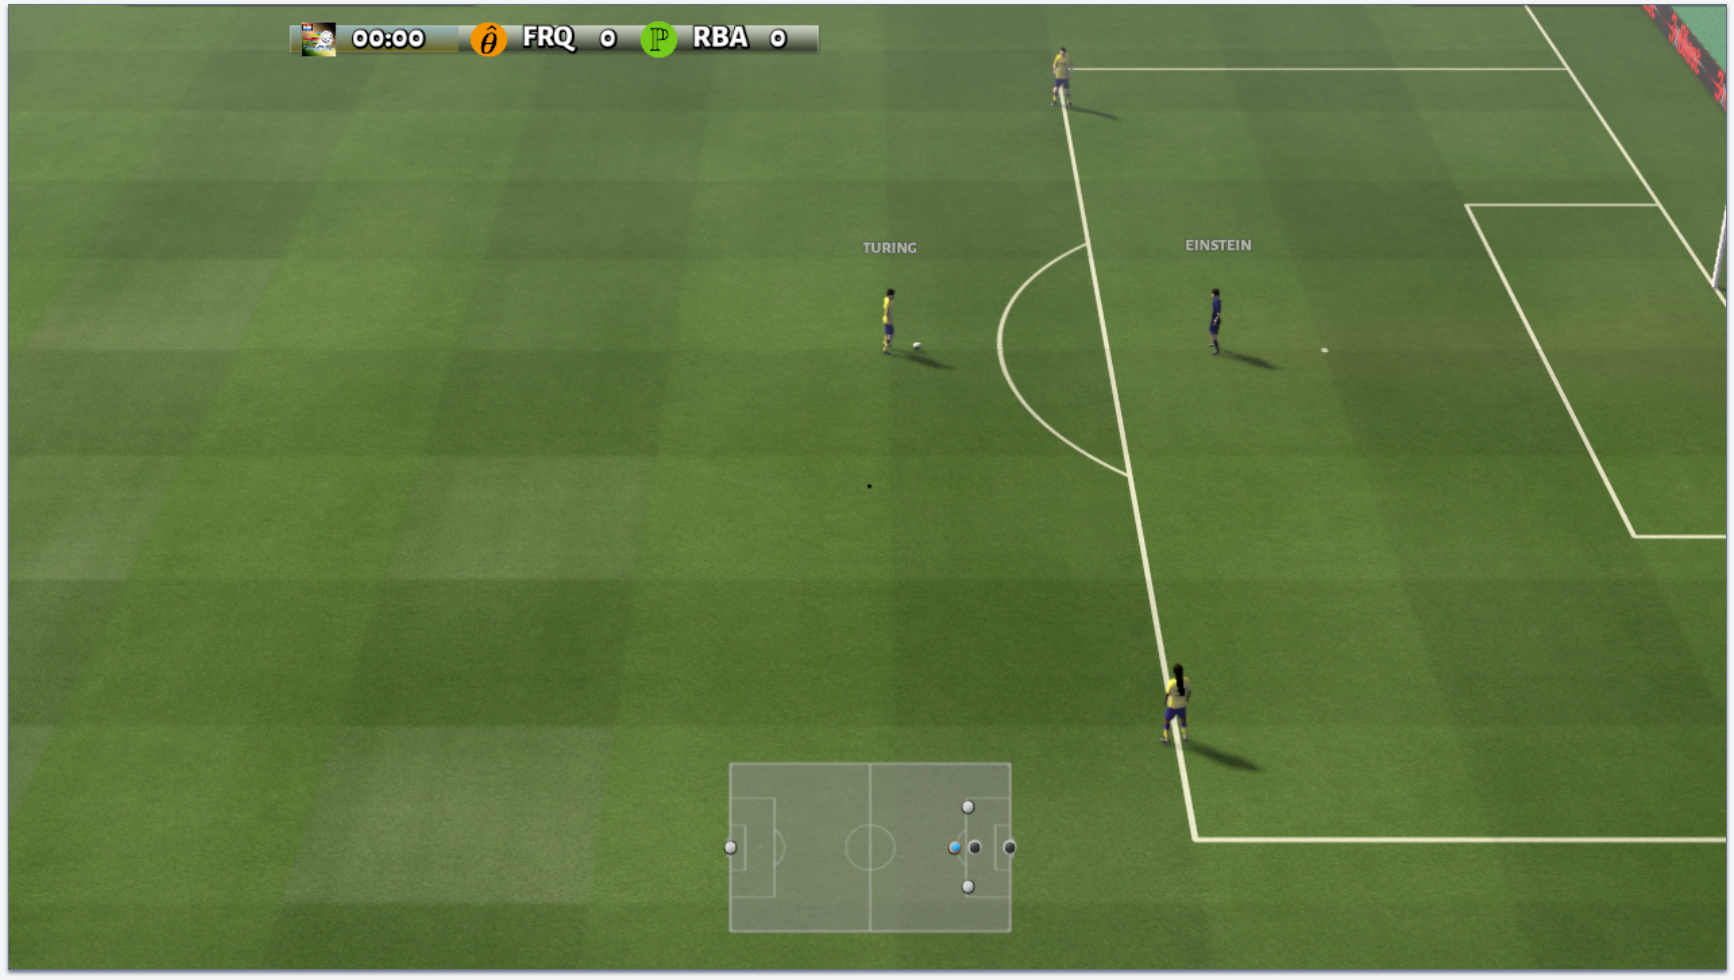 00:00 θ̂ FRQ 0 ℙ RBA 0
TURING
EINSTEIN